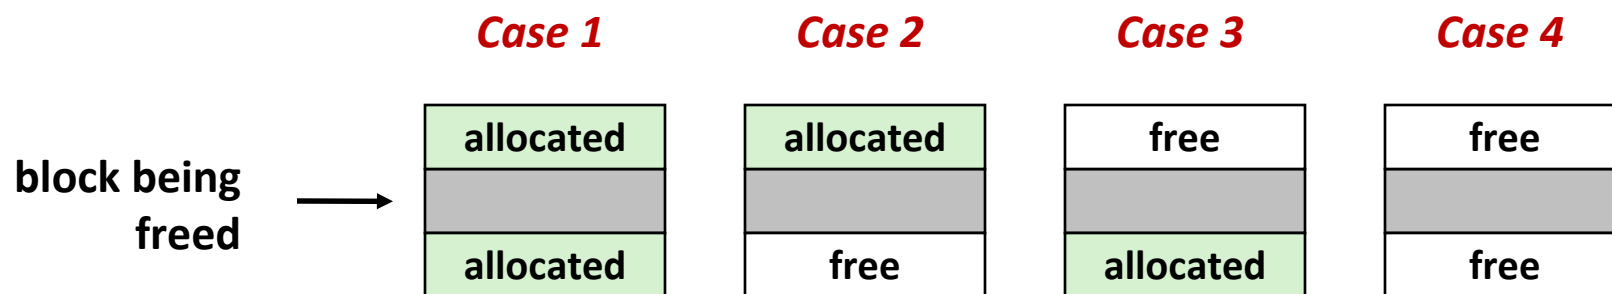 Case 1 Case 2 Case 3 Case 4
allocated allocated free free
block being
freed
allocated free allocated free